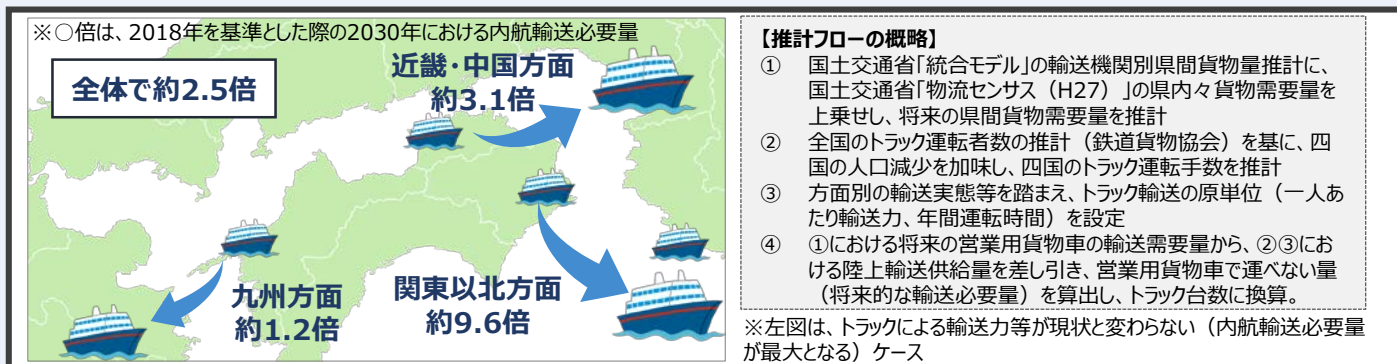 ※○倍は、2018年を基準とした際の2030年における内航輸送必要量
全体で約2.5倍
近畿・中国方面
約3.1倍
九州方面
約1.2倍
関東以北方面
約9.6倍
【推計フローの概略】
① 国土交通省「統合モデル」の輸送機関別県間貨物量推計に、
国土交通省「物流センサス（H27）」の県内々貨物需要量を
上乗せし、将来の県間貨物需要量を推計
② 全国のトラック運転者数の推計（鉄道貨物協会）を基に、四
国の人口減少を加味し、四国のトラック運転手数を推計
③ 方面別の輸送実態等を踏まえ、トラック輸送の原単位（一人あ
たり輸送力、年間運転時間）を設定
④ ①における将来の営業用貨物車の輸送需要量から、②③にお
ける陸上輸送供給量を差し引き、営業用貨物車で運べない量
（将来的な輸送必要量）を算出し、トラック台数に換算。
※左図は、トラックによる輸送力等が現状と変わらない（内航輸送必要量
が最大となる）ケース